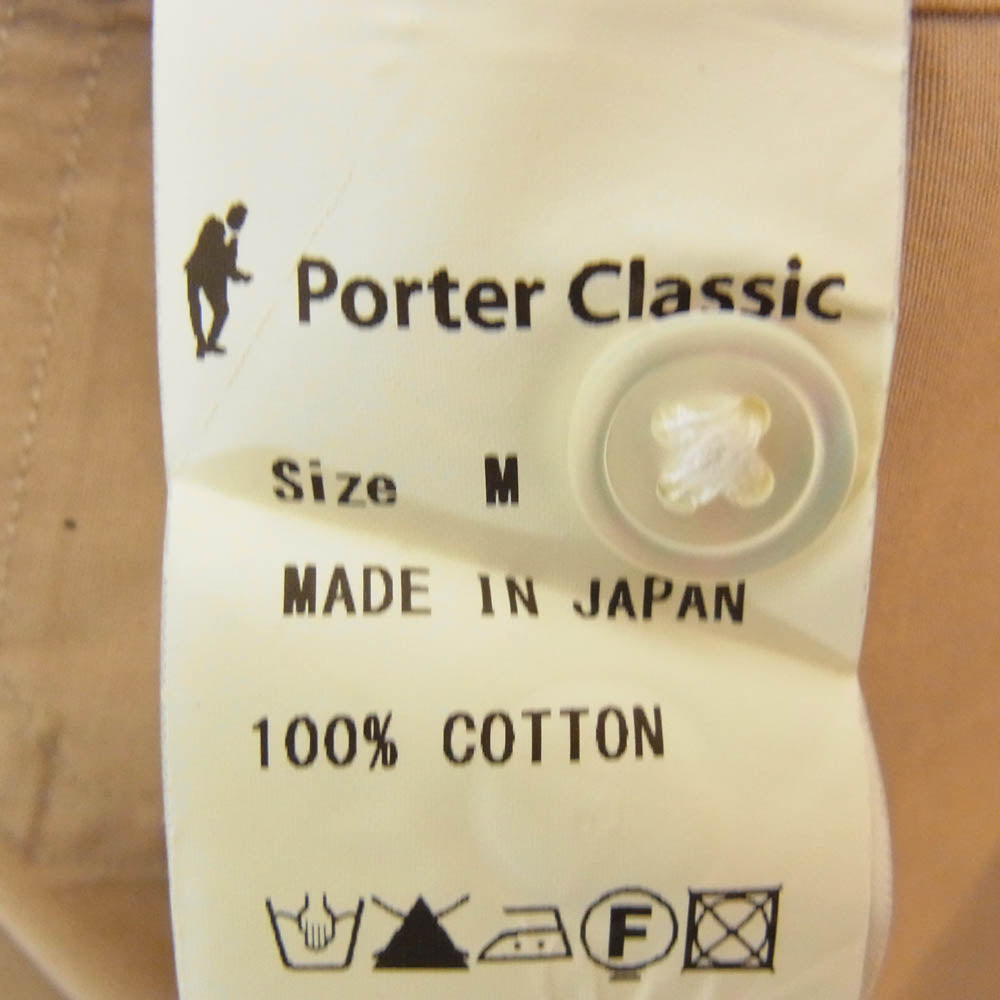 Porter Classic
Size M
MADE IN JAPAN
100% COTTON
F